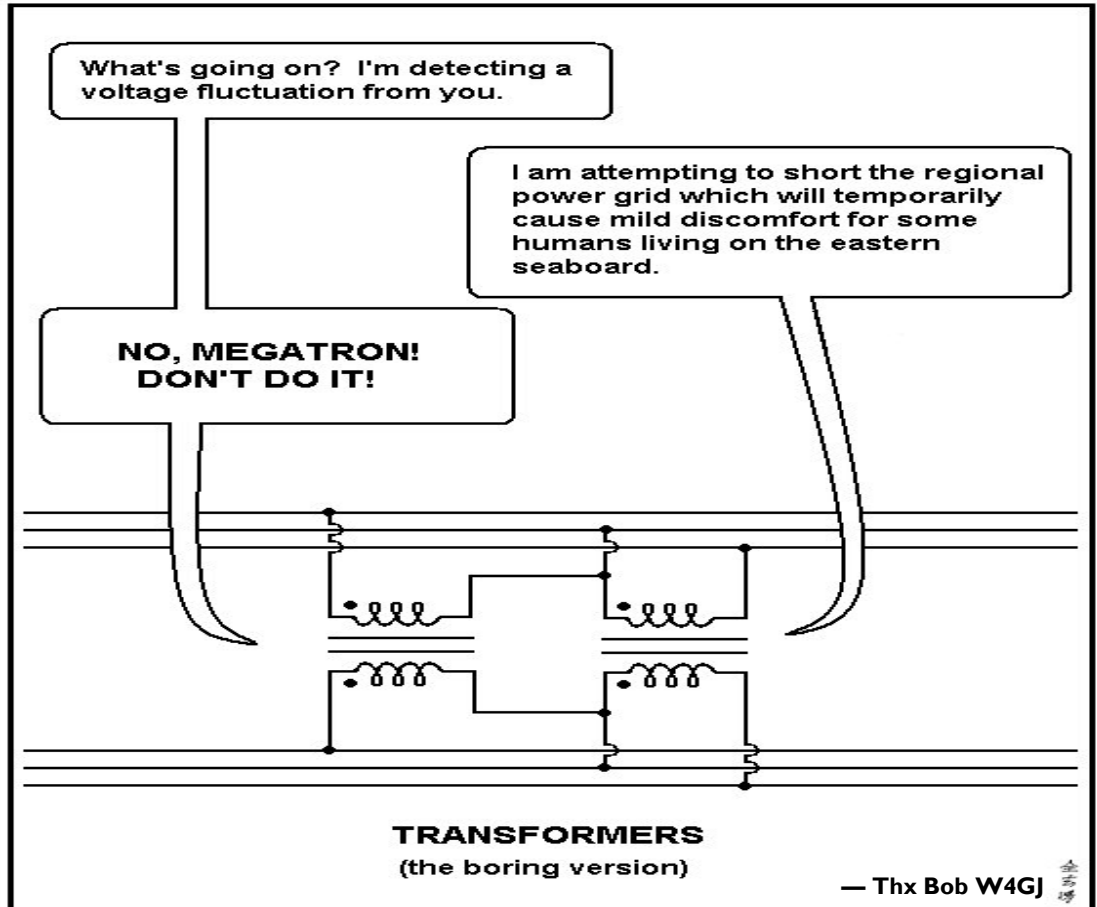 What's going on? I'm detecting a
voltage fluctuation from you.
I am attempting to short the regional
power grid which will temporarily
cause mild discomfort for some
humans living on the eastern
seaboard.
NO, MEGATRON!
DON'T DO IT!
TRANSFORMERS
(the boring version)
— Thx Bob W4GJ